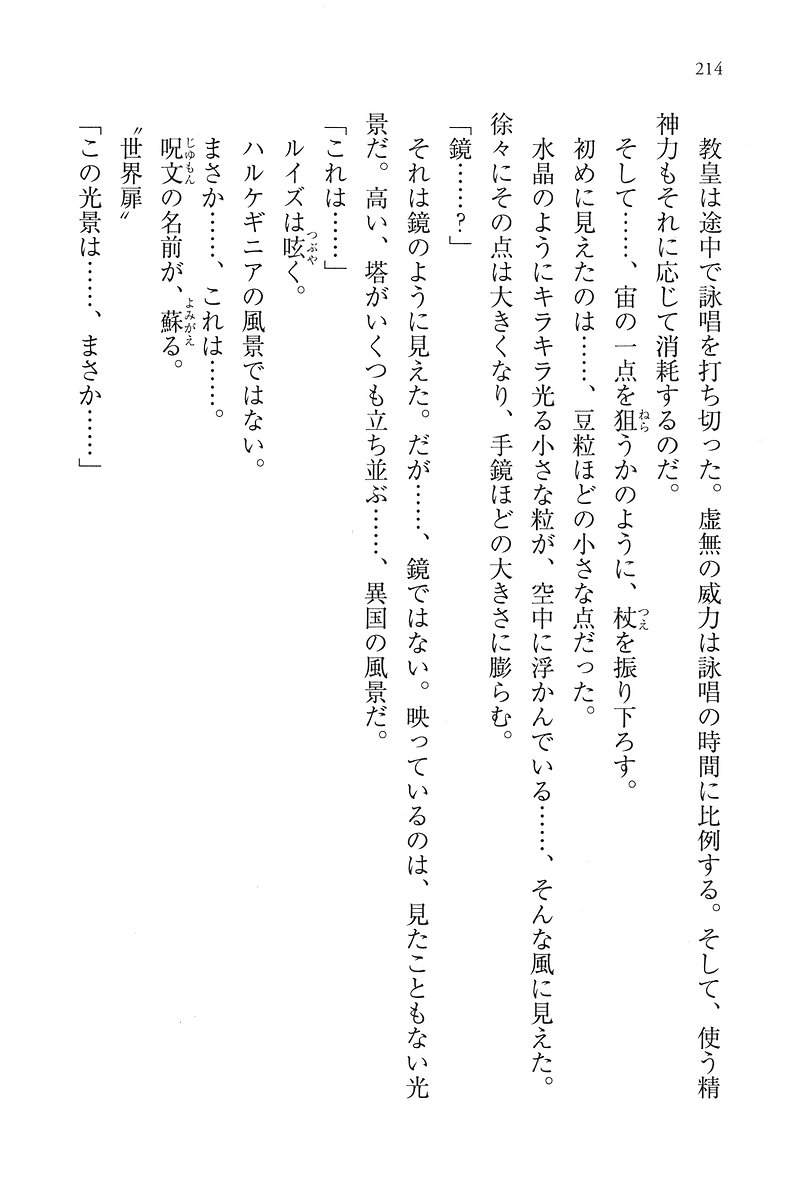 214
教皇は途中で詠唱を打ち切った。虚無の威力は詠唱の時間に比例する。そして、使う精
神力もそれに応じて消耗するのだ。
そして……、宙の一点を狙うかのように、杖を振り下ろす。
初めに見えたのは……、豆粒ほどの小さな点だった。
水晶のようにキラキラ光る小さな粒が、空中に浮かんでいる……、そんな風に見えた。
徐々にその点は大きくなり、手鏡ほどの大きさに膨らむ。
「鏡……？」
それは鏡のように見えた。だが……、鏡ではない。映っているのは、見たこともない光
景だ。高い、塔がいくつも立ち並ぶ……、異国の風景だ。
「これは……」
ルイズは呟く。
ハルケギニアの風景ではない。
まさか……、これは……。
呪文の名前が、蘇る。
〝世界扉〟
「この光景は……、まさか……」